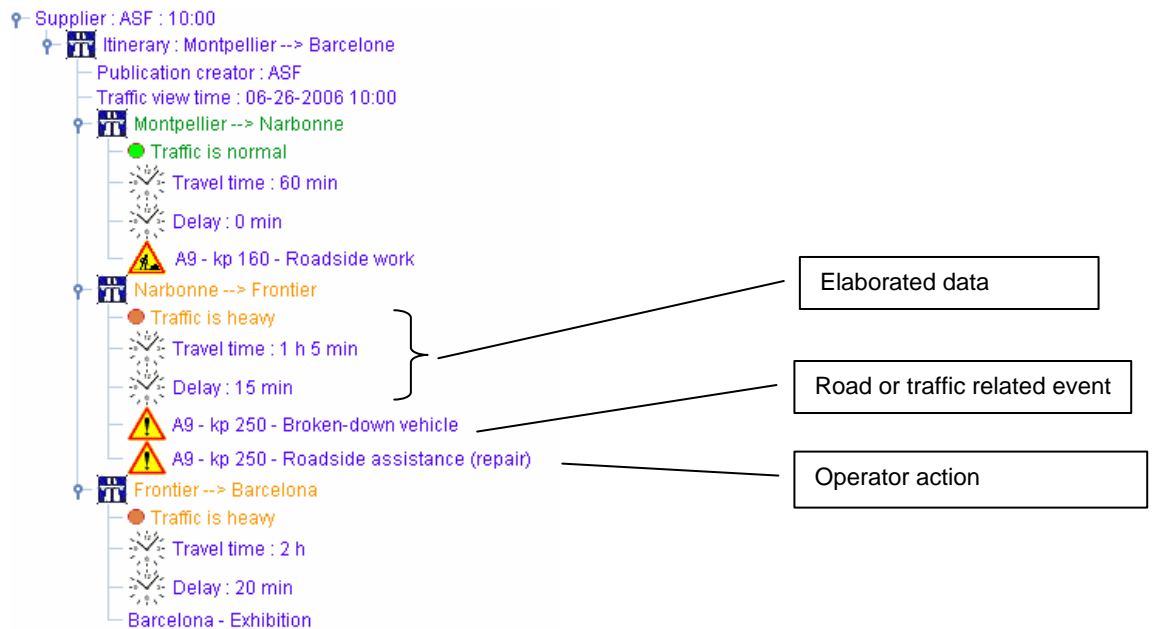 Supplier : ASF : 10:00
Itinerary : Montpellier --> Barcelone
Publication creator : ASF
Traffic view time : 06-26-2006 10:00
Montpellier --> Narbonne
Traffic is normal
Travel time : 60 min
Delay : 0 min
A9 - kp 160 - Roadside work
Narbonne --> Frontier
Traffic is heavy
Travel time : 1 h 5 min
Delay : 15 min
A9 - kp 250 - Broken-down vehicle
A9 - kp 250 - Roadside assistance (repair)
Frontier --> Barcelona
Traffic is heavy
Travel time : 2 h
Delay : 20 min
Barcelona - Exhibition
Elaborated data
Road or traffic related event
Operator action